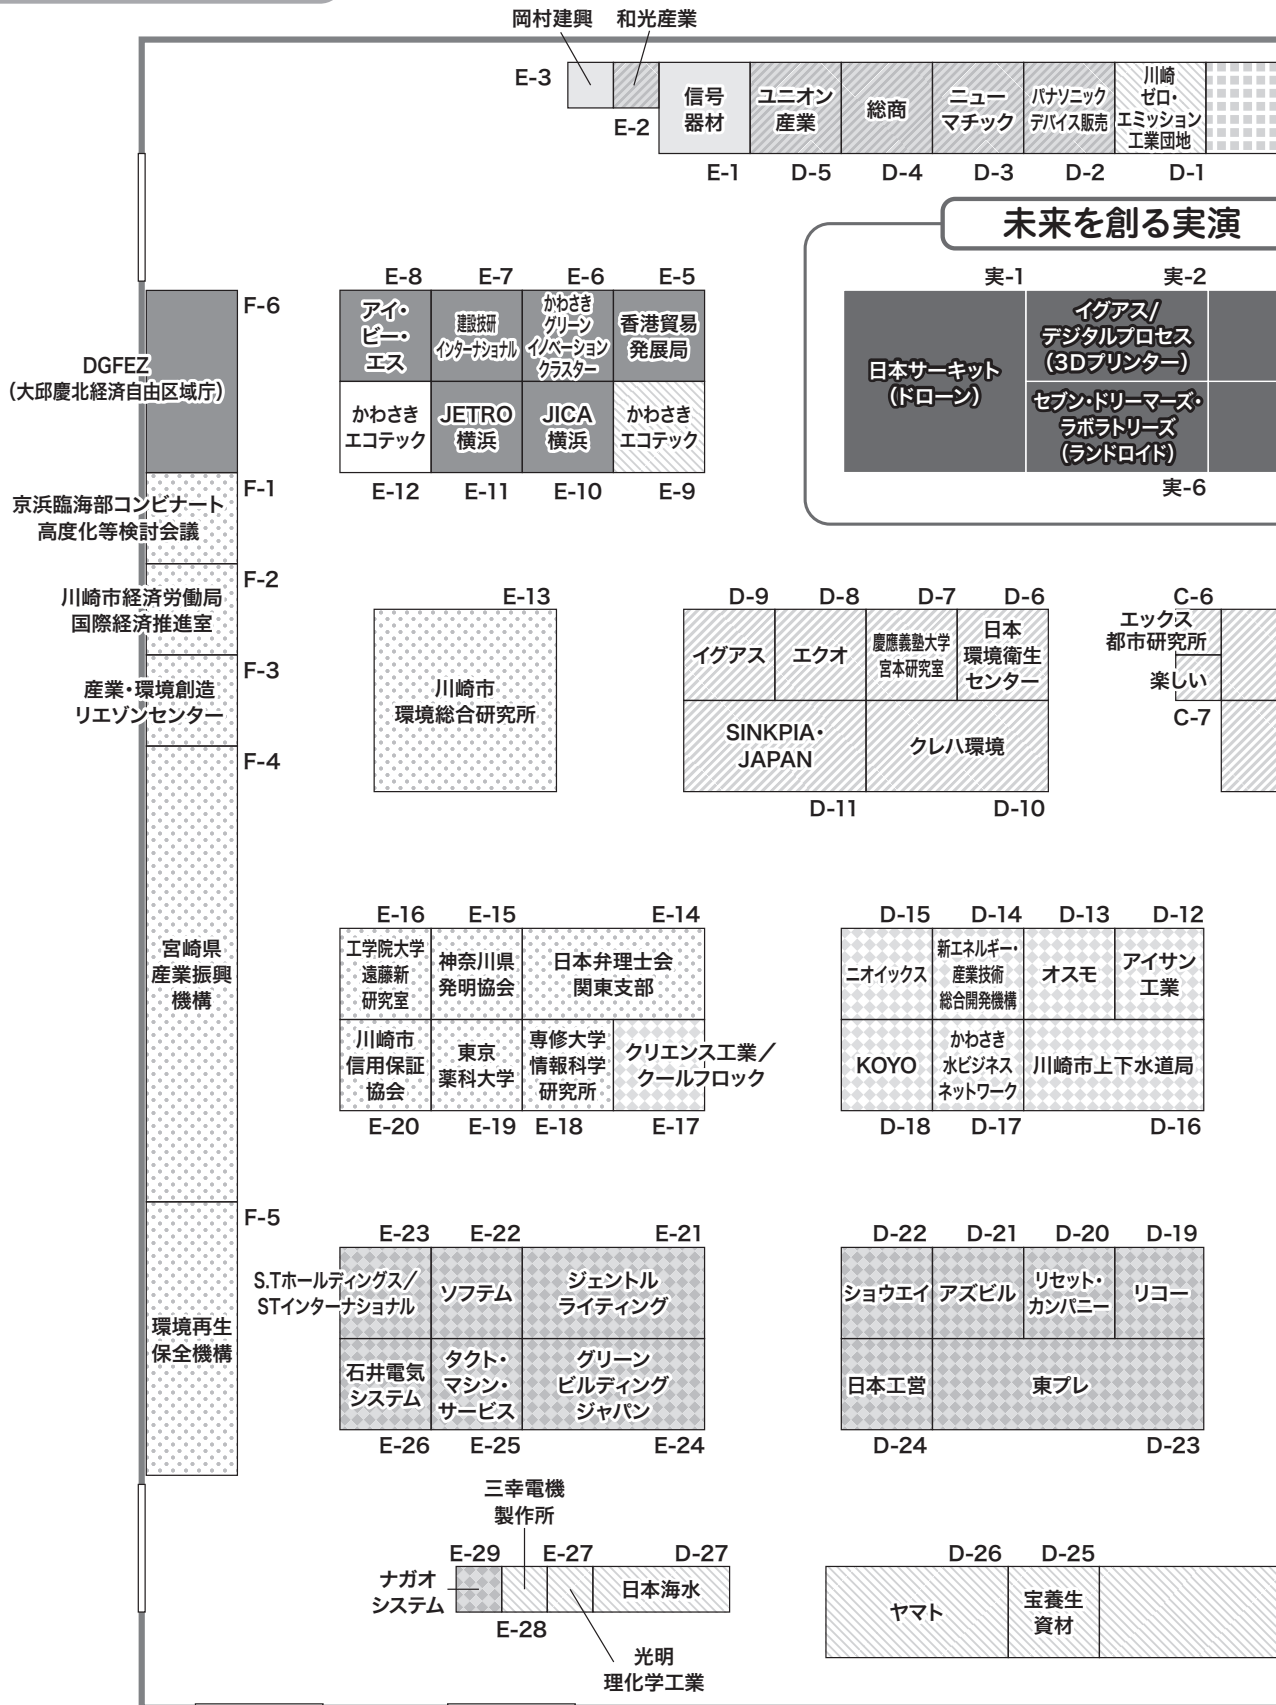 岡村建興
和光産業
E-3
E-2
信号
器材
ユニオン
産業
総商
ニュー
マチック
パナソニック
デバイス販売
川崎
ゼロ・
エミッション
工業団地
E-1
D-5
D-4
D-3
D-2
D-1
未来を創る実演
実-1
実-2
日本サーキット
(ドローン)
イグアス/
デジタルプロセス
(3Dプリンター)
セブン・ドリーマーズ・
ラボラトリーズ
(ランドロイド)
実-6
E-8
E-7
E-6
E-5
アイ・
ビー・
エス
建設技研
インターナショナル
かわさき
グリーン
イノベーション
クラスター
香港貿易
発展局
かわさき
エコテック
JETRO
横浜
JICA
横浜
かわさき
エコテック
E-12
E-11
E-10
E-9
F-6
DGFEZ
(大邱慶北経済自由区域庁)
F-1
京浜臨海部コンビナート
高度化等検討会議
F-2
川崎市経済労働局
国際経済推進室
F-3
産業・環境創造
リエゾンセンター
F-4
宮崎県
産業振興
機構
F-5
環境再生
保全機構
E-13
川崎市
環境総合研究所
D-9
D-8
D-7
D-6
イグアス
エクオ
慶應義塾大学
宮本研究室
日本
環境衛生
センター
SINKPIA・
JAPAN
クレハ環境
D-11
D-10
C-6
エックス
都市研究所
楽しい
C-7
E-16
E-15
E-14
工学院大学
遠藤新
研究室
神奈川県
発明協会
日本弁理士会
関東支部
川崎市
信用保証
協会
東京
薬科大学
専修大学
情報科学
研究所
クリエンス工業/
クールフロック
E-20
E-19
E-18
E-17
D-15
D-14
D-13
D-12
ニオイックス
新エネルギー・
産業技術
総合開発機構
オスモ
アイサン
工業
KOYO
かわさき
水ビジネス
ネットワーク
川崎市上下水道局
D-18
D-17
D-16
E-23
E-22
E-21
S.Tホールディングス/
STインターナショナル
ソフテム
ジェントル
ライティング
石井電気
システム
タクト・
マシン・
サービス
グリーン
ビルディング
ジャパン
E-26
E-25
E-24
D-22
D-21
D-20
D-19
ショウエイ
アズビル
リセット・
カンパニー
リコー
日本工営
東プレ
D-24
D-23
三幸電機
製作所
E-29
E-27
D-27
ナガオ
システム
日本海水
E-28
光明
理化学工業
D-26
D-25
ヤマト
宝養生
資材